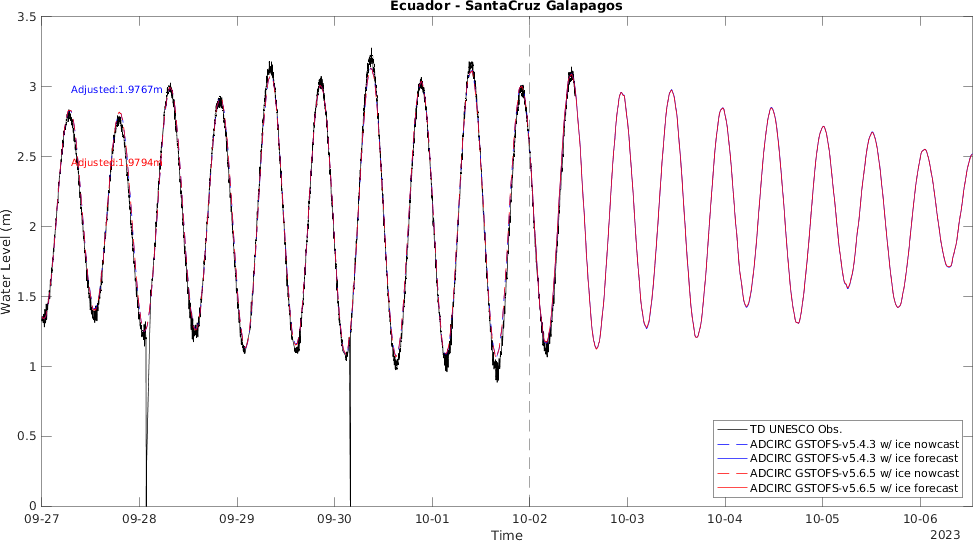 Ecuador - SantaCruz Galapagos
3.5
3
2.5
2
1.5
1
0.5
0
Water Level (m)
Adjusted:1.9767m
Adjusted:1.9794m
TD UNESCO Obs.
ADCIRC GSTOFS-v5.4.3 w/ ice nowcast
ADCIRC GSTOFS-v5.4.3 w/ ice forecast
ADCIRC GSTOFS-v5.6.5 w/ ice nowcast
ADCIRC GSTOFS-v5.6.5 w/ ice forecast
09-27 09-28 09-29 09-30 10-01 10-02 10-03 10-04 10-05 10-06
Time
2023